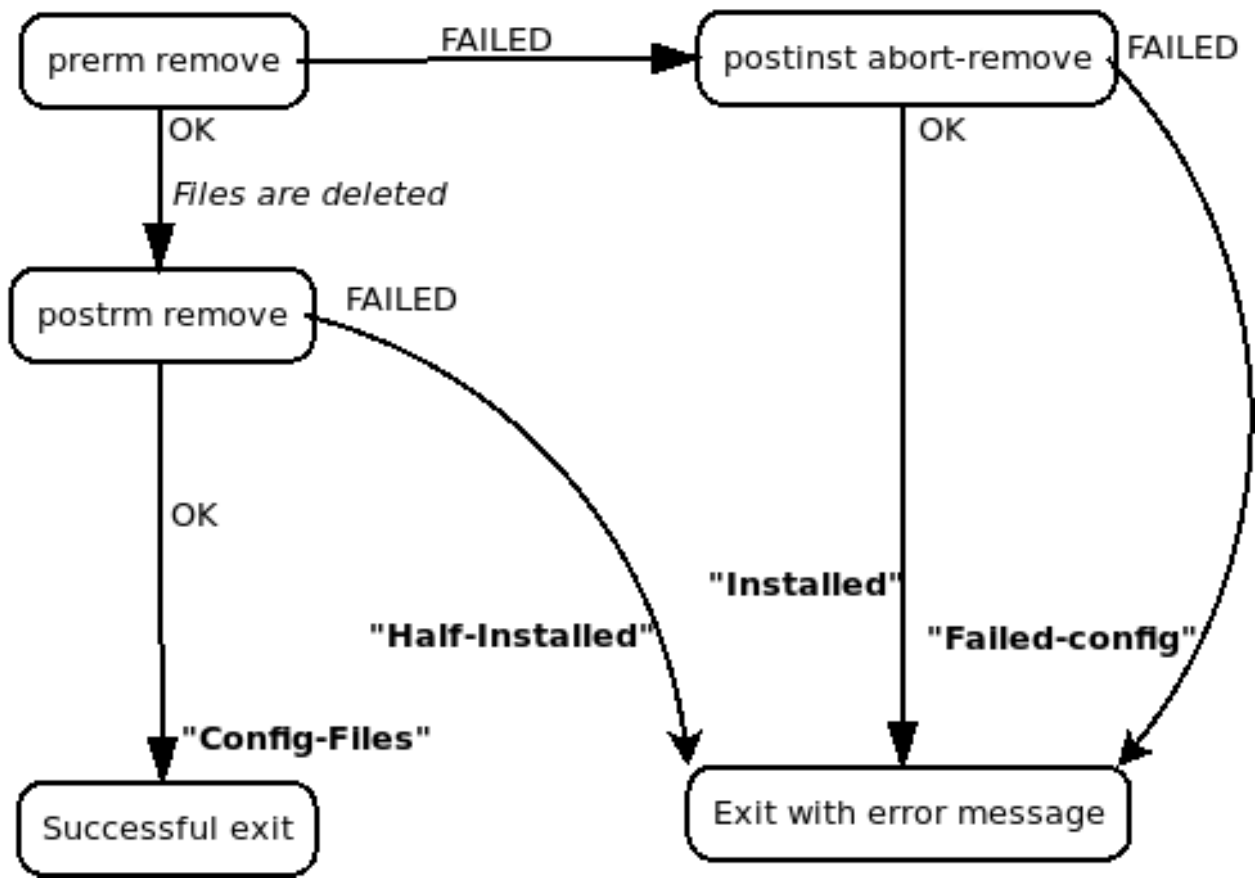 prerm remove
FAILED
postinst abort-remove
FAILED
OK
OK
Files are deleted
postrm remove
FAILED
OK
"Installed"
"Half-Installed"
"Failed-config"
"Config-Files"
Successful exit
Exit with error message